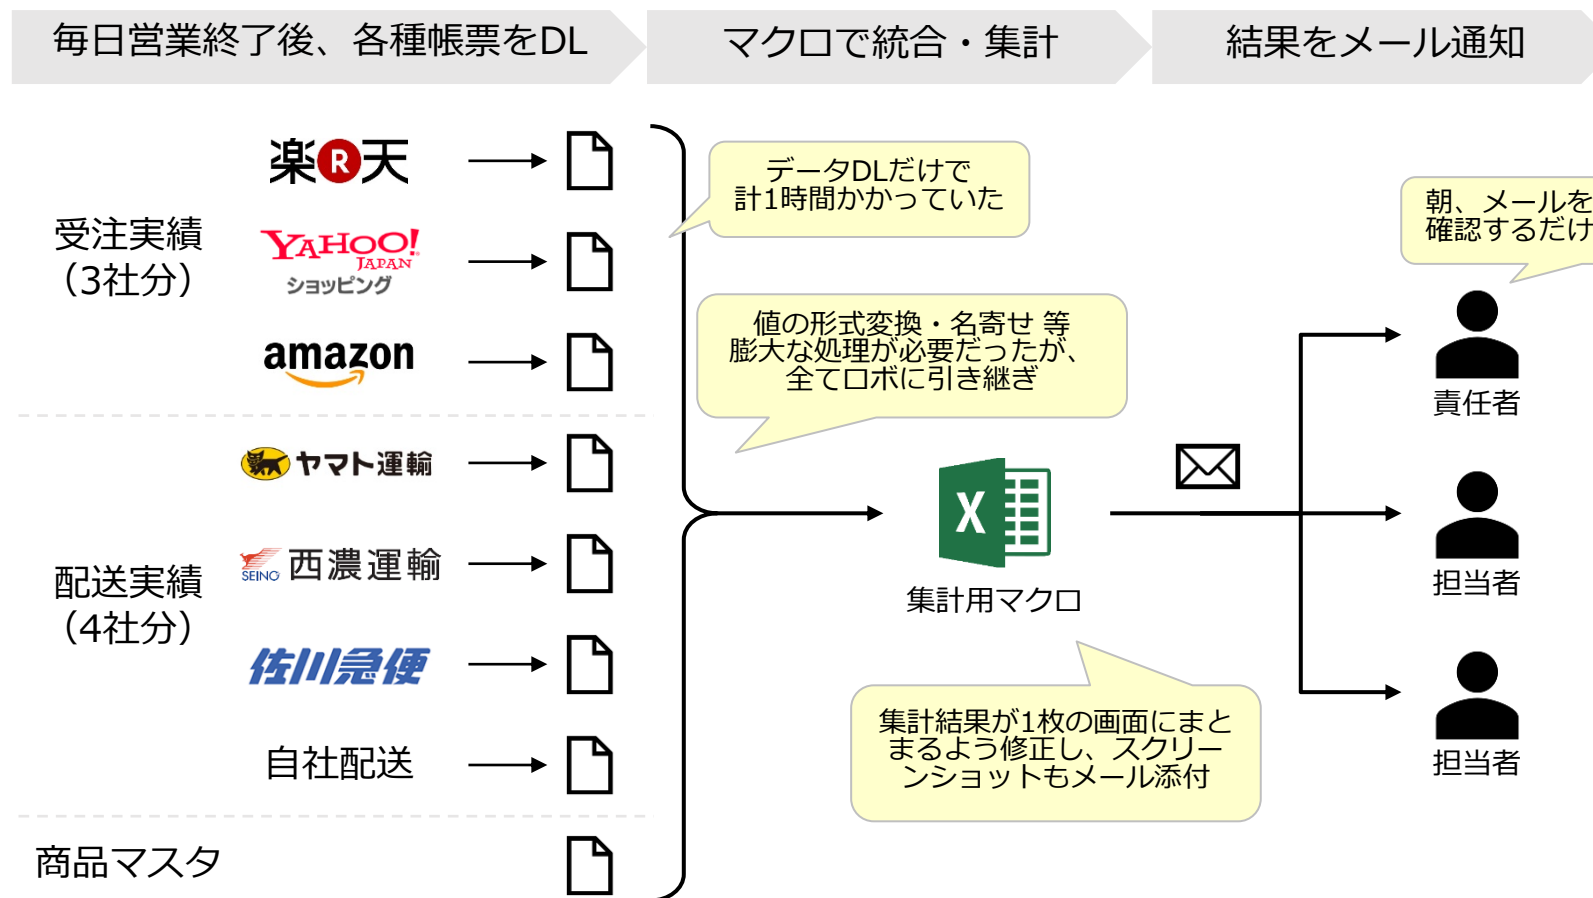 毎日営業終了後、各種帳票をDL
マクロで統合・集計
結果をメール通知
受注実績
（3社分）
楽R天
YAHOO!
JAPAN
ショッピング
amazon
配送実績
（4社分）
ヤマト運輸
SEINO 西濃運輸
佐川急便
自社配送
商品マスタ
データDLだけで
計1時間かかっていた
値の形式変換・名寄せ 等
膨大な処理が必要だったが、
全てロボに引き継ぎ
X
集計用マクロ
集計結果が1枚の画面にまと
まるよう修正し、スクリー
ンショットもメール添付
朝、メールを
確認するだけ
責任者
担当者
担当者